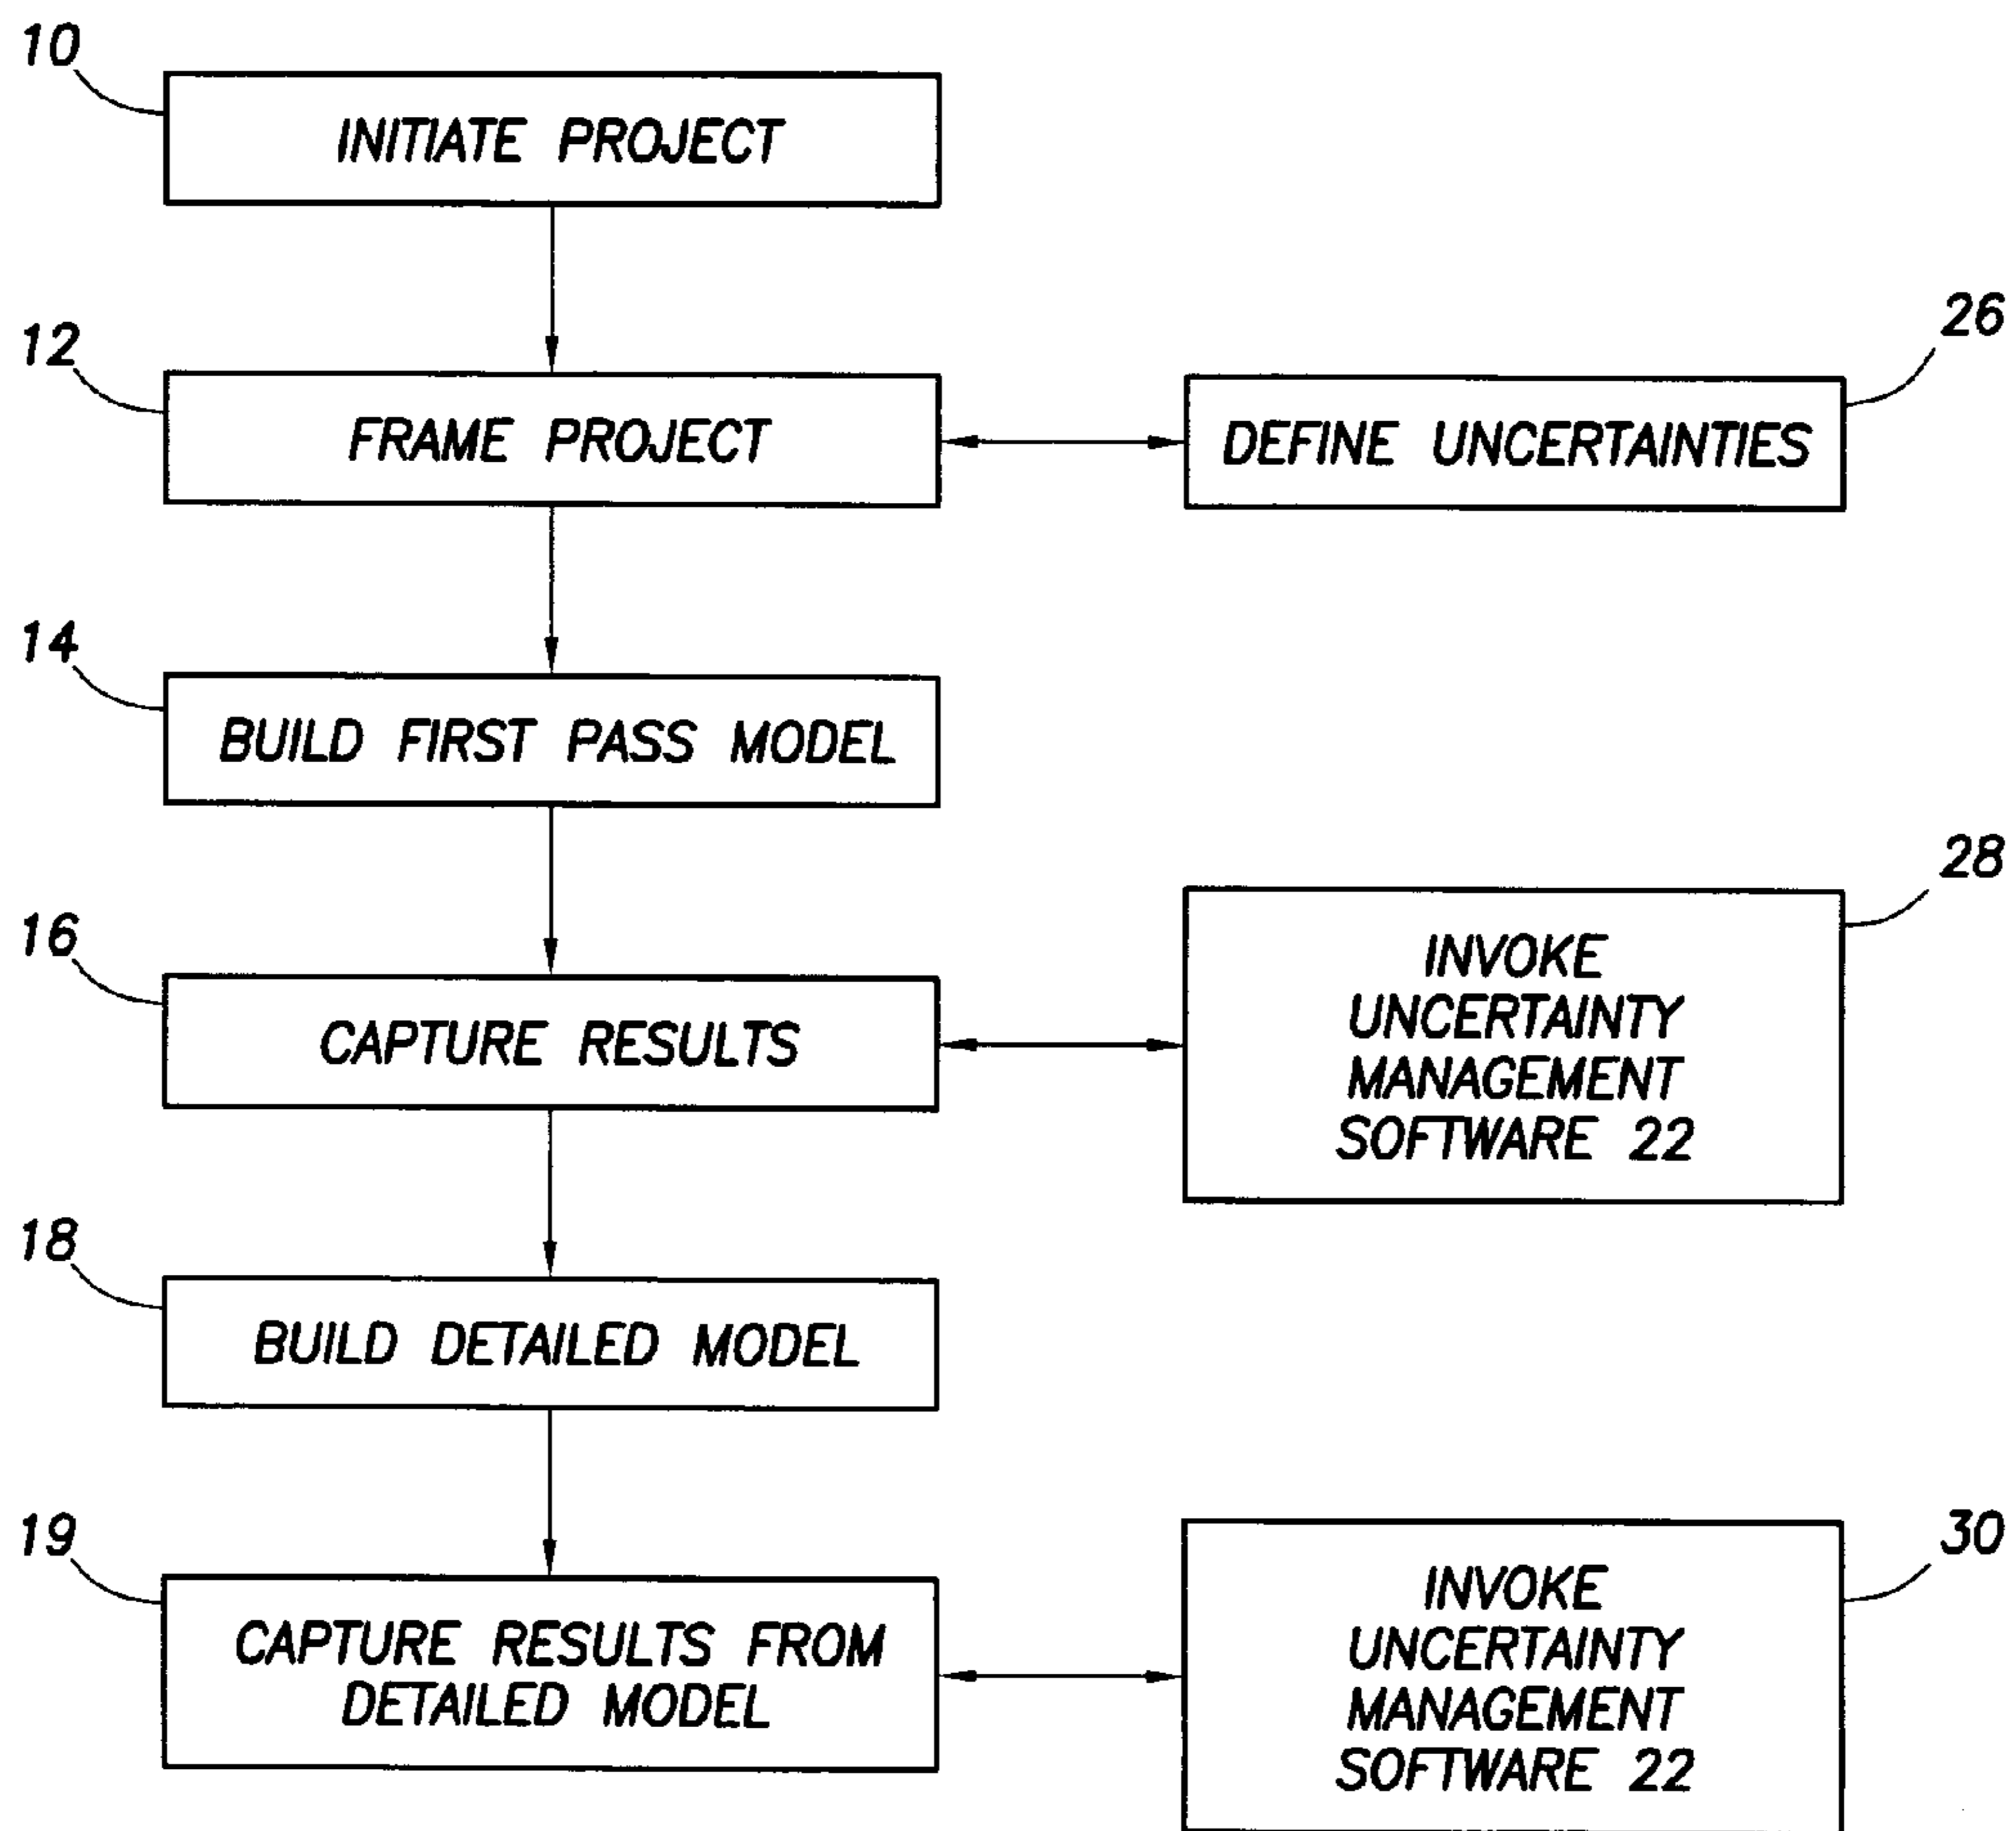 10
INITIATE PROJECT
12
FRAME PROJECT
26
DEFINE UNCERTAINTIES
14
BUILD FIRST PASS MODEL
16
CAPTURE RESULTS
28
INVOKE
UNCERTAINTY
MANAGEMENT
SOFTWARE 22
18
BUILD DETAILED MODEL
19
CAPTURE RESULTS FROM
DETAILED MODEL
30
INVOKE
UNCERTAINTY
MANAGEMENT
SOFTWARE 22